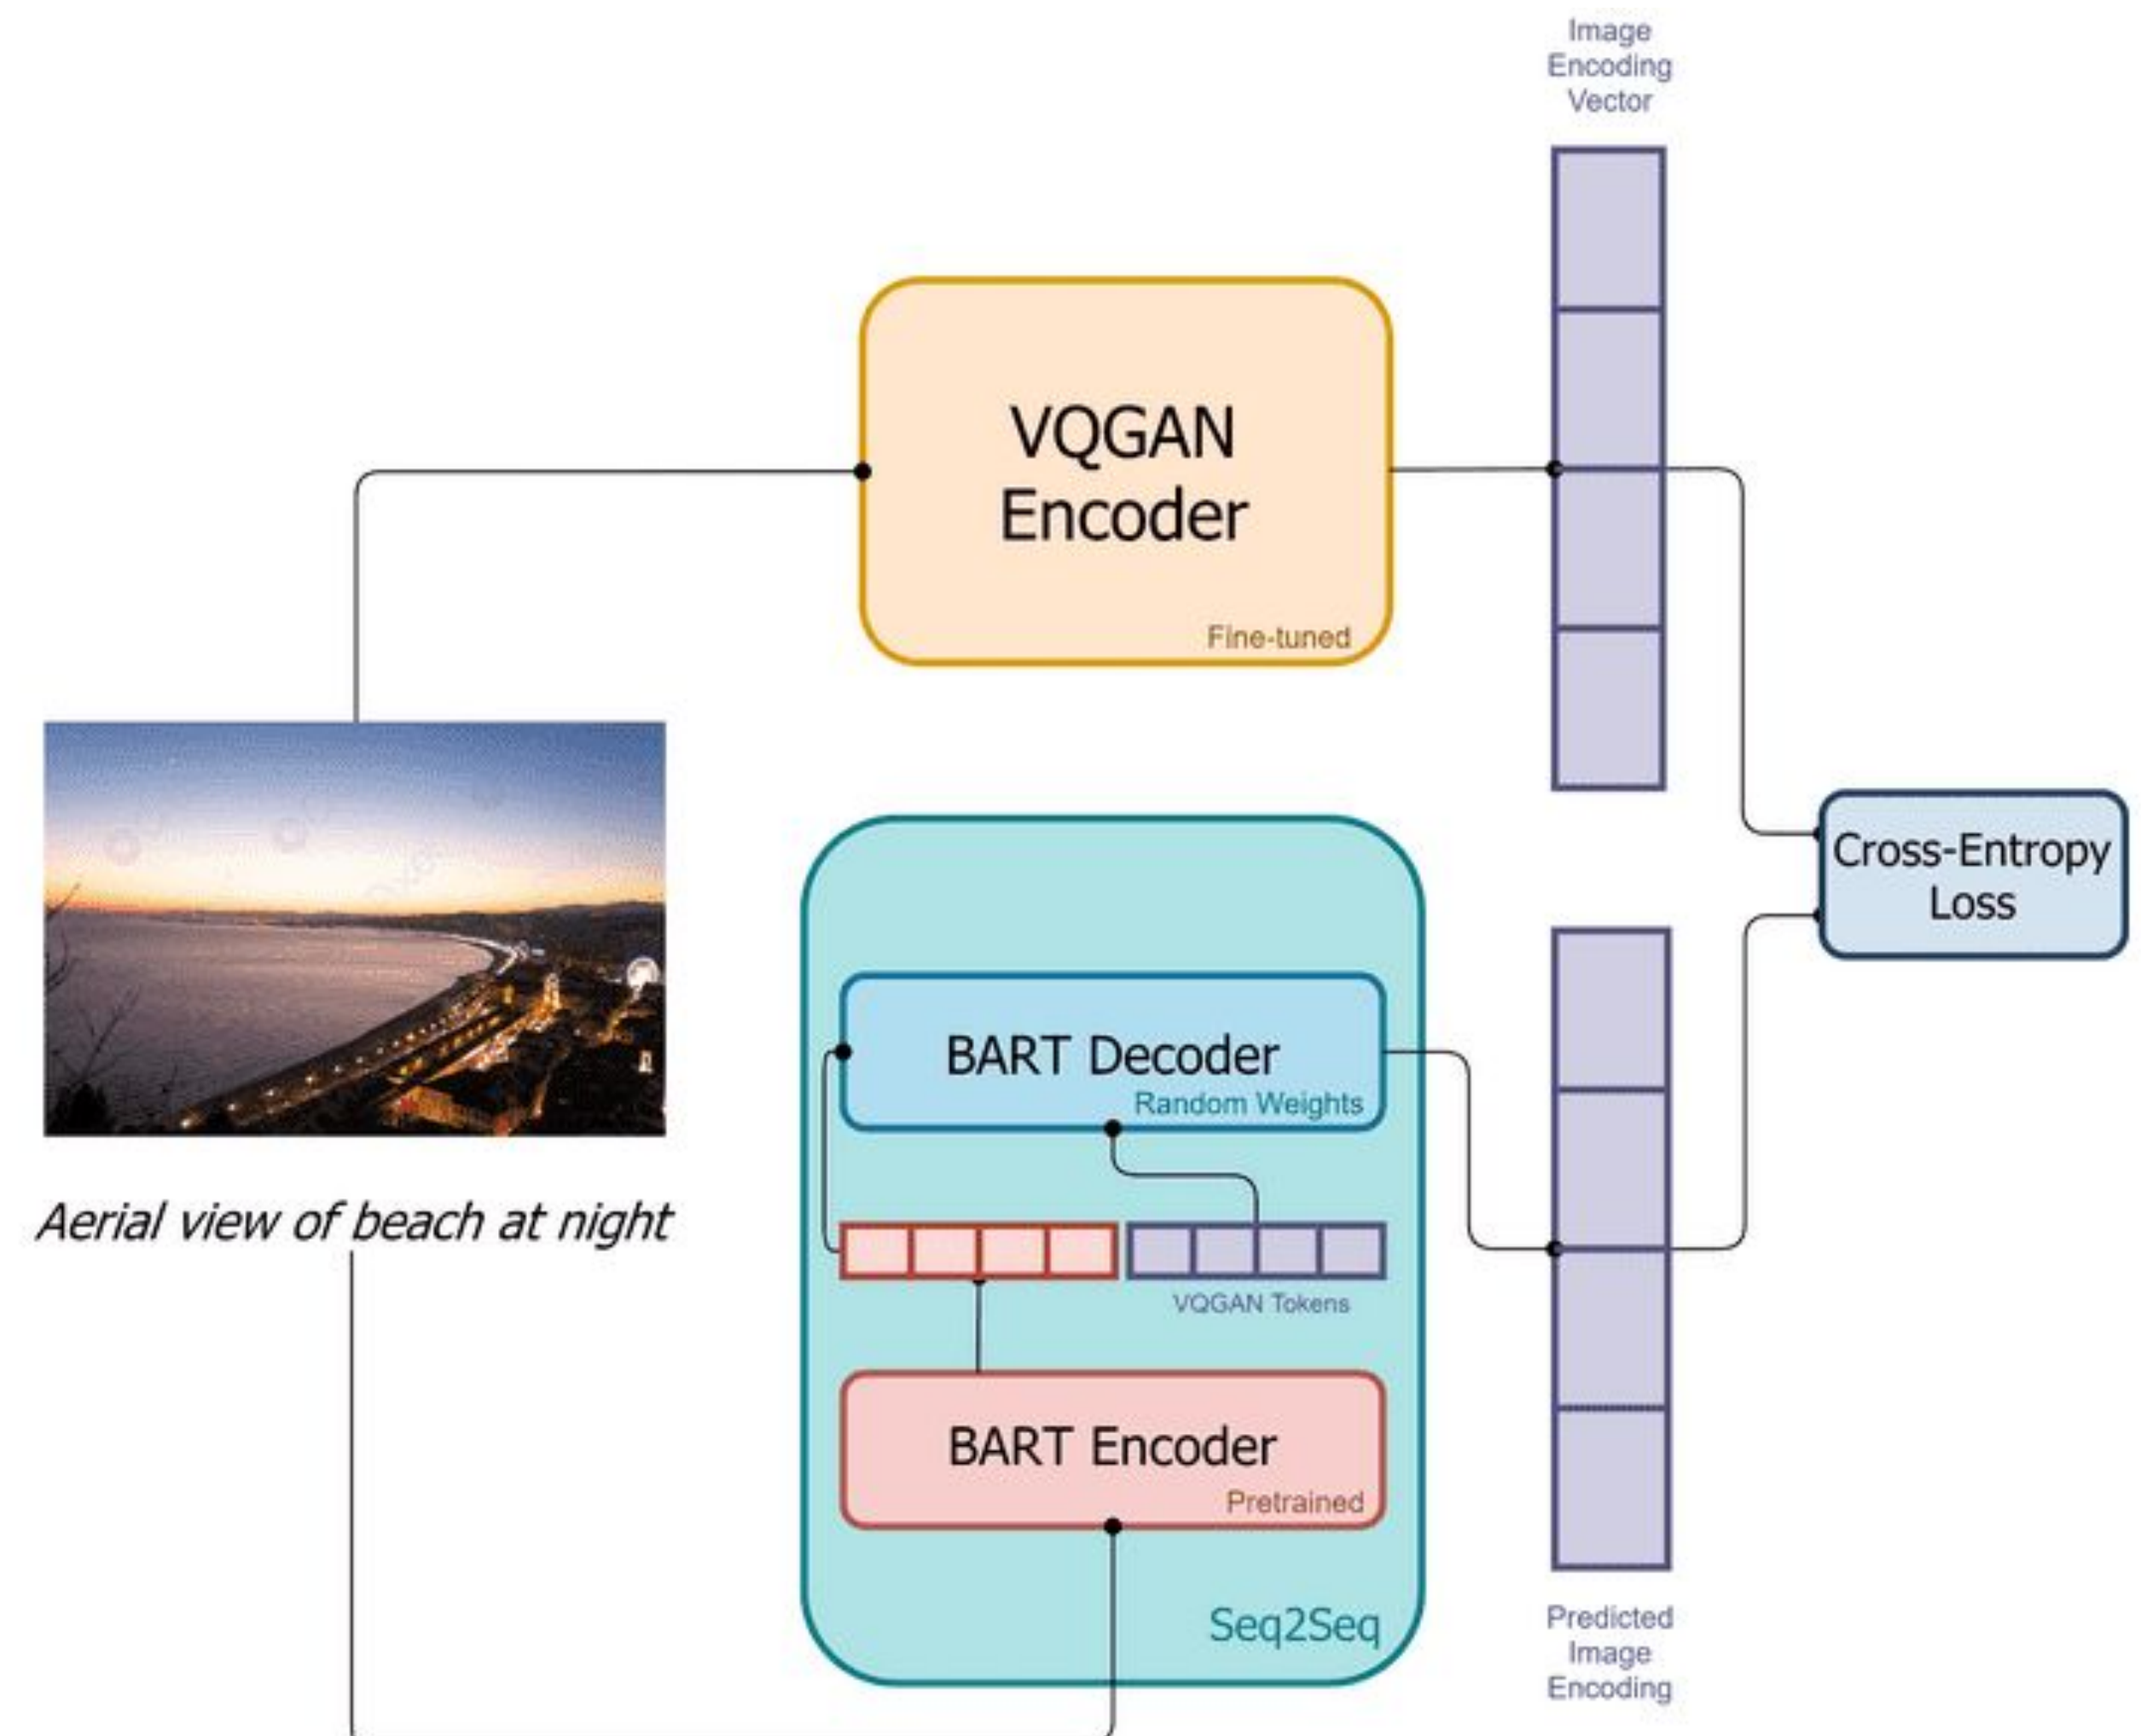 Image
Encoding
Vector
VQGAN
Encoder
Fine-tuned
Cross-Entropy
Loss
BART Decoder
Random Weights
Aerial view of beach at night
VQGAN Tokens
BART Encoder
Pretrained
Seq2Seq
Predicted
Image
Encoding